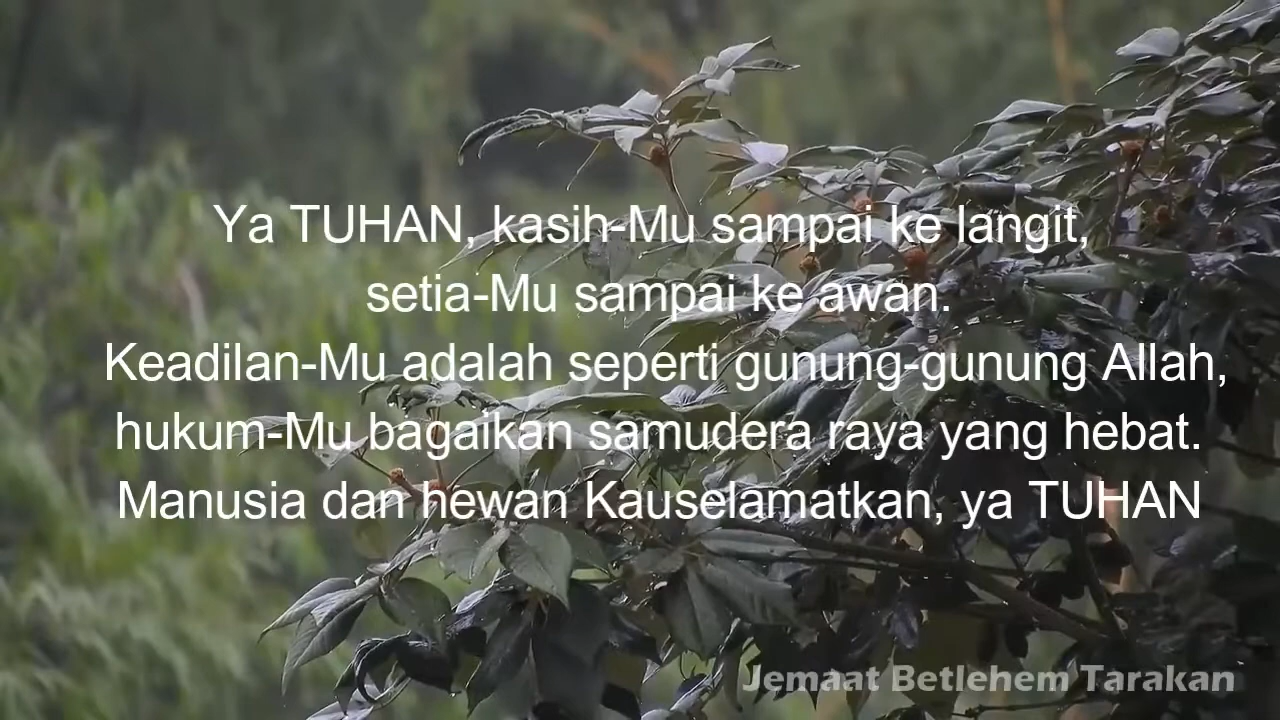 Ya TUHAN, kasih-Mu sampai ke langit,
setia-Mu sampai ke awan.
Keadilan-Mu adalah seperti gunung-gunung Allah,
hukum-Mu bagaikan samudera raya yang hebat.
Manusia dan hewan Kauselamatkan, ya TUHAN
Jemaat Betlehem Tarakan